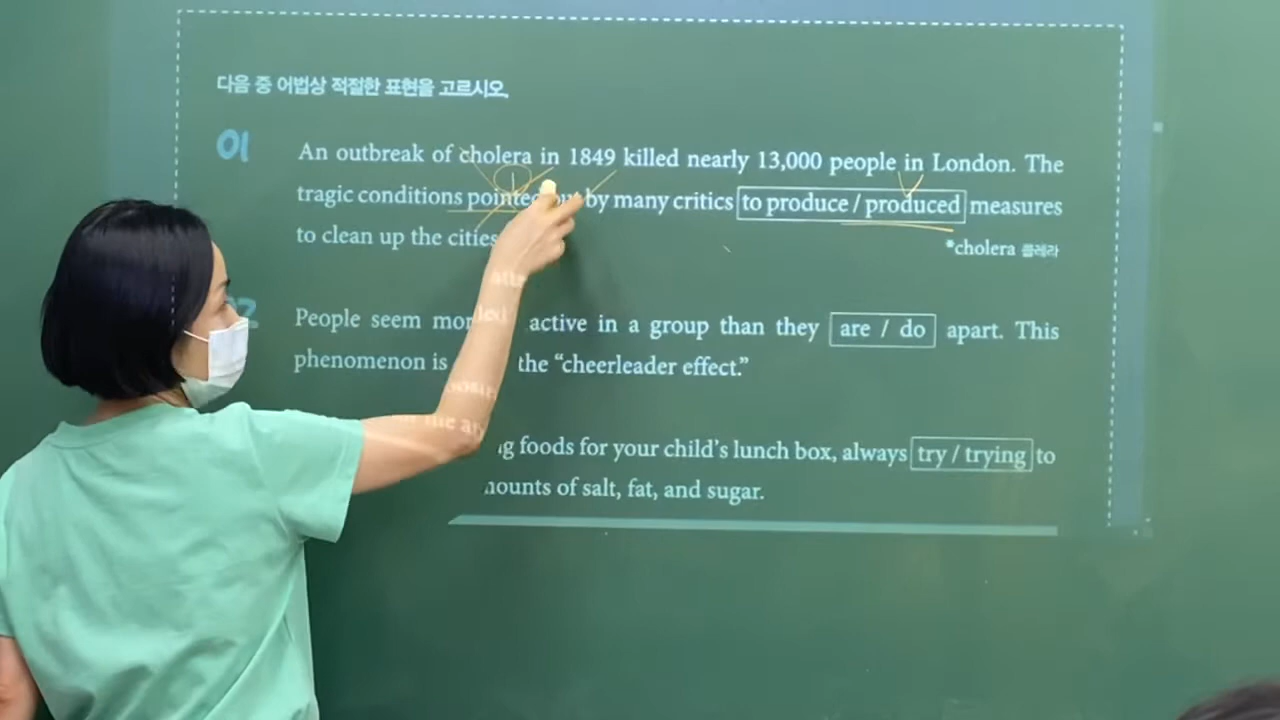 다음 중 어법상 적절한 표현을 고르시오.
01
An outbreak of cholera in 1849 killed nearly 13,000 people in London. The
tragic conditions pointed out by many critics to produce / produced measures
to clean up the cities
*cholera 콜레라
People seem active in a group than they are / do apart. This
phenomenon is the “cheerleader effect.”
foods for your child’s lunch box, always try / trying to
of salt, fat, and sugar.